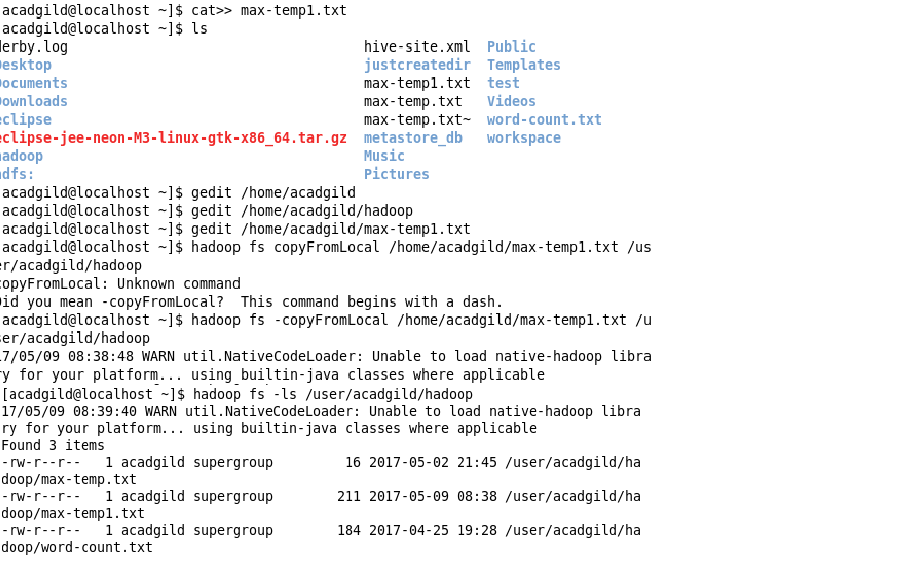 acadgild@localhost ~]$ cat>> max-temp1.txt
acadgild@localhost ~]$ ls
derby.log hive-site.xml Public
Desktop justcreatedir Templates
Documents max-temp1.txt test
Downloads max-temp.txt Videos
eclipse max-temp.txt~ word-count.txt
eclipse-jee-neon-M3-linux-gtk-x86_64.tar.gz metastore_db workspace
hadoop Music
hdfs: Pictures
acadgild@localhost ~]$ gedit /home/acadgild
acadgild@localhost ~]$ gedit /home/acadgild/hadoop
acadgild@localhost ~]$ gedit /home/acadgild/max-temp1.txt
acadgild@localhost ~]$ hadoop fs copyFromLocal /home/acadgild/max-temp1.txt /us
er/acadgild/hadoop
copyFromLocal: Unknown command
Did you mean -copyFromLocal?  This command begins with a dash.
acadgild@localhost ~]$ hadoop fs -copyFromLocal /home/acadgild/max-temp1.txt /u
ser/acadgild/hadoop
17/05/09 08:38:48 WARN util.NativeCodeLoader: Unable to load native-hadoop libra
ry for your platform... using builtin-java classes where applicable
[acadgild@localhost ~]$ hadoop fs -ls /user/acadgild/hadoop
17/05/09 08:39:40 WARN util.NativeCodeLoader: Unable to load native-hadoop libra
ry for your platform... using builtin-java classes where applicable
Found 3 items
-rw-r--r--   1 acadgild supergroup         16 2017-05-02 21:45 /user/acadgild/ha
doop/max-temp.txt
-rw-r--r--   1 acadgild supergroup        211 2017-05-09 08:38 /user/acadgild/ha
doop/max-temp1.txt
-rw-r--r--   1 acadgild supergroup        184 2017-04-25 19:28 /user/acadgild/ha
doop/word-count.txt